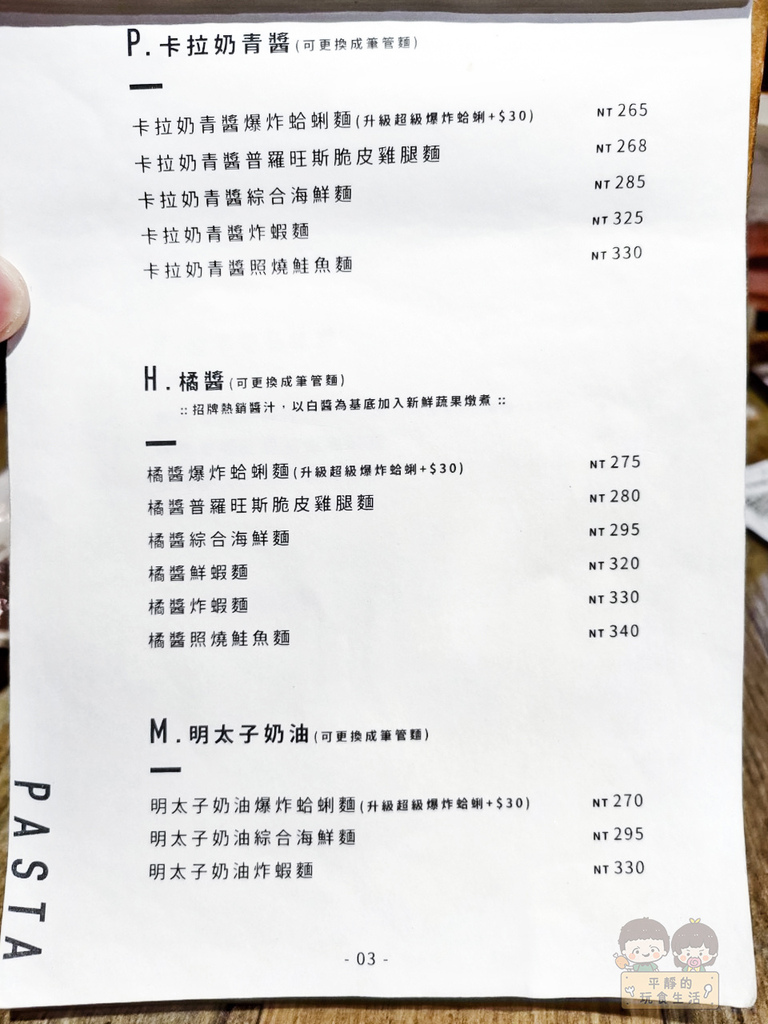 P. 卡拉奶青醬(可更換成筆管麵)
卡拉奶青醬爆炸蛤蜊麵(升級超級爆炸蛤蜊+$30) NT 265
卡拉奶青醬普羅旺斯脆皮雞腿麵 NT 268
卡拉奶青醬綜合海鮮麵 NT 285
卡拉奶青醬炸蝦麵 NT 325
卡拉奶青醬照燒鮭魚麵 NT 330
H. 橘醬(可更換成筆管麵)
:: 招牌熱銷醬汁，以白醬為基底加入新鮮蔬果燉煮 ::
橘醬爆炸蛤蜊麵(升級超級爆炸蛤蜊+$30) NT 275
橘醬普羅旺斯脆皮雞腿麵 NT 280
橘醬綜合海鮮麵 NT 295
橘醬鮮蝦麵 NT 320
橘醬炸蝦麵 NT 330
橘醬照燒鮭魚麵 NT 340
M. 明太子奶油(可更換成筆管麵)
明太子奶油爆炸蛤蜊麵(升級超級爆炸蛤蜊+$30) NT 270
明太子奶油綜合海鮮麵 NT 295
明太子奶油炸蝦麵 NT 330
PASTA
- 03 -
平靜的
玩食生活